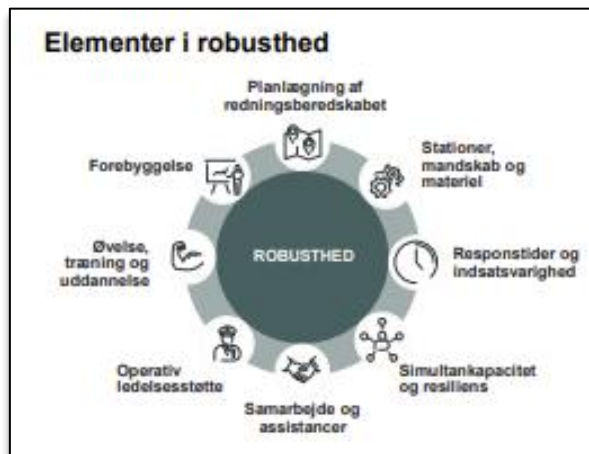 Elementer i robusthed
Planlægning af
redningsberedskabet
Stationer,
mandskab og
materiel
Responstider og
indsatsvarighed
Simultankapacitet
og resiliens
Samarbejde og
assistancer
Operativ
ledelsesstøtte
Øvelse,
træning og
uddannelse
Forebyggelse
ROBUSTHED